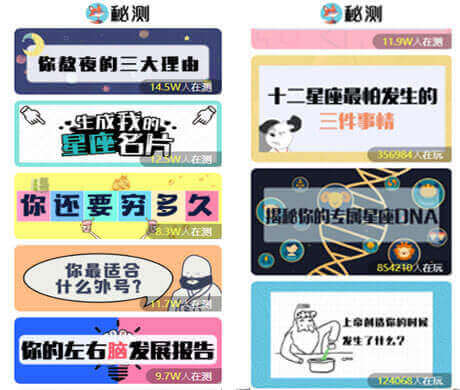 秘测
你熬夜的三大理由
14.5W人在测
生成我的
星座名片
12.5W人在测
你还要穷多久
8.3W人在测
你最适合
什么外号?
11.7W人在测
你的左右脑发展报告
9.7W人在测
秘测
11.9W人在测
十二星座最怕发生的
三件事情
356984人在玩
揭秘你的专属星座DNA
854210人在玩
上帝创造你的时候
发生了什么?
124068人在玩